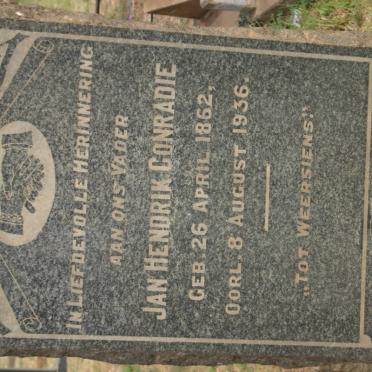 IN LIEFDEVOLLE HERINNERING
AAN ONS VADER
JAN HENDRIK CONRADIE
GEB. 26 APRIL 1862,
OORL. 8 AUGUST 1936.
„TOT WEERSIENS."